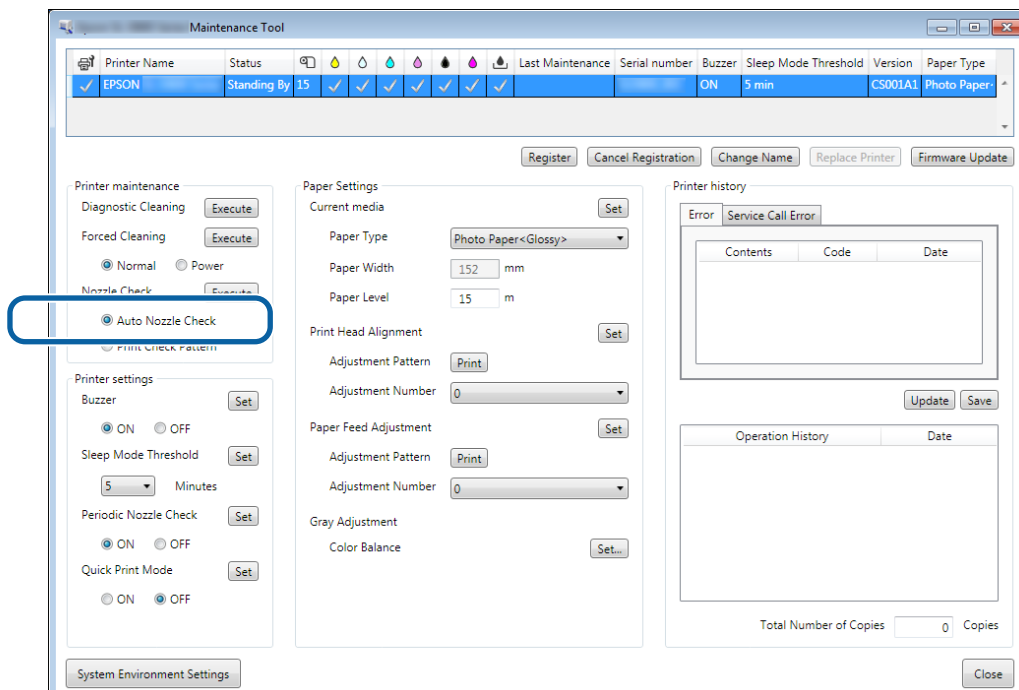 Maintenance Tool
Printer Name Status Last Maintenance Serial number Buzzer Sleep Mode Threshold Version Paper Type
EPSON Standing By 15 ON 5 min CS001A1 Photo Paper
Register Cancel Registration Change Name Replace Printer Firmware Update
Printer maintenance
Diagnostic Cleaning Execute
Forced Cleaning Execute
Normal Power
Nozzle Check Execute
Auto Nozzle Check
Print Check Pattern
Printer settings
Buzzer Set
ON OFF
Sleep Mode Threshold Set
5 Minutes
Periodic Nozzle Check Set
ON OFF
Quick Print Mode Set
ON OFF
Paper Settings
Current media Set
Paper Type Photo Paper<Glossy>
Paper Width 152 mm
Paper Level 15 m
Print Head Alignment Set
Adjustment Pattern Print
Adjustment Number 0
Paper Feed Adjustment Set
Adjustment Pattern Print
Adjustment Number 0
Gray Adjustment
Color Balance Set...
Printer history
Error Service Call Error
Contents Code Date
Update Save
Operation History Date
Total Number of Copies 0 Copies
System Environment Settings Close